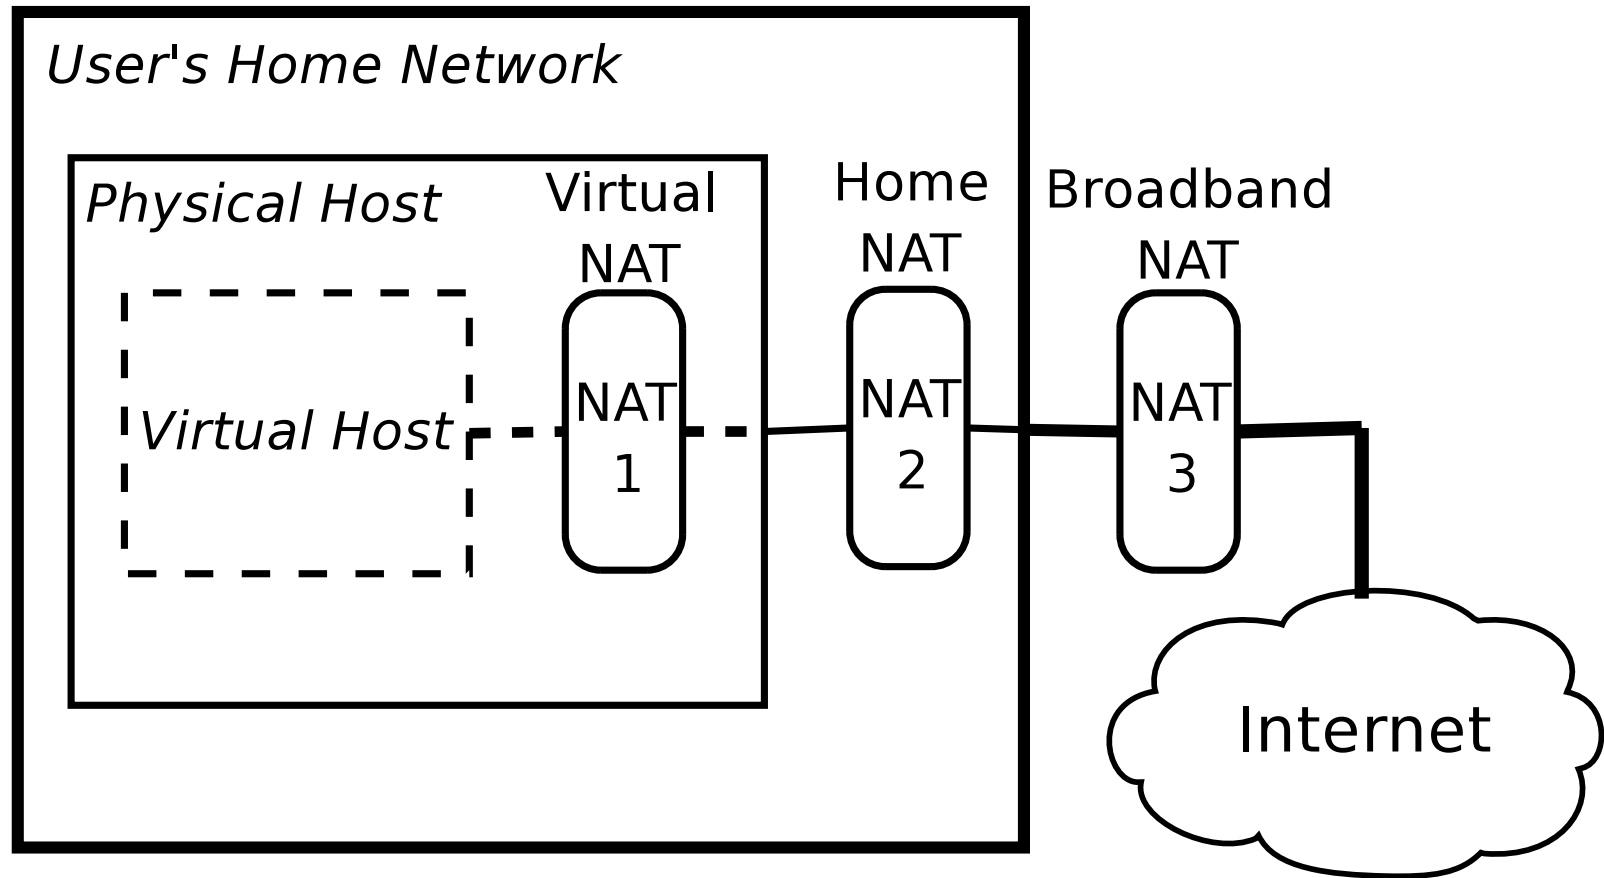 User's Home Network
Physical Host
Virtual
NAT
Home
NAT
Broadband
NAT
Virtual Host
NAT
1
NAT
2
NAT
3
Internet